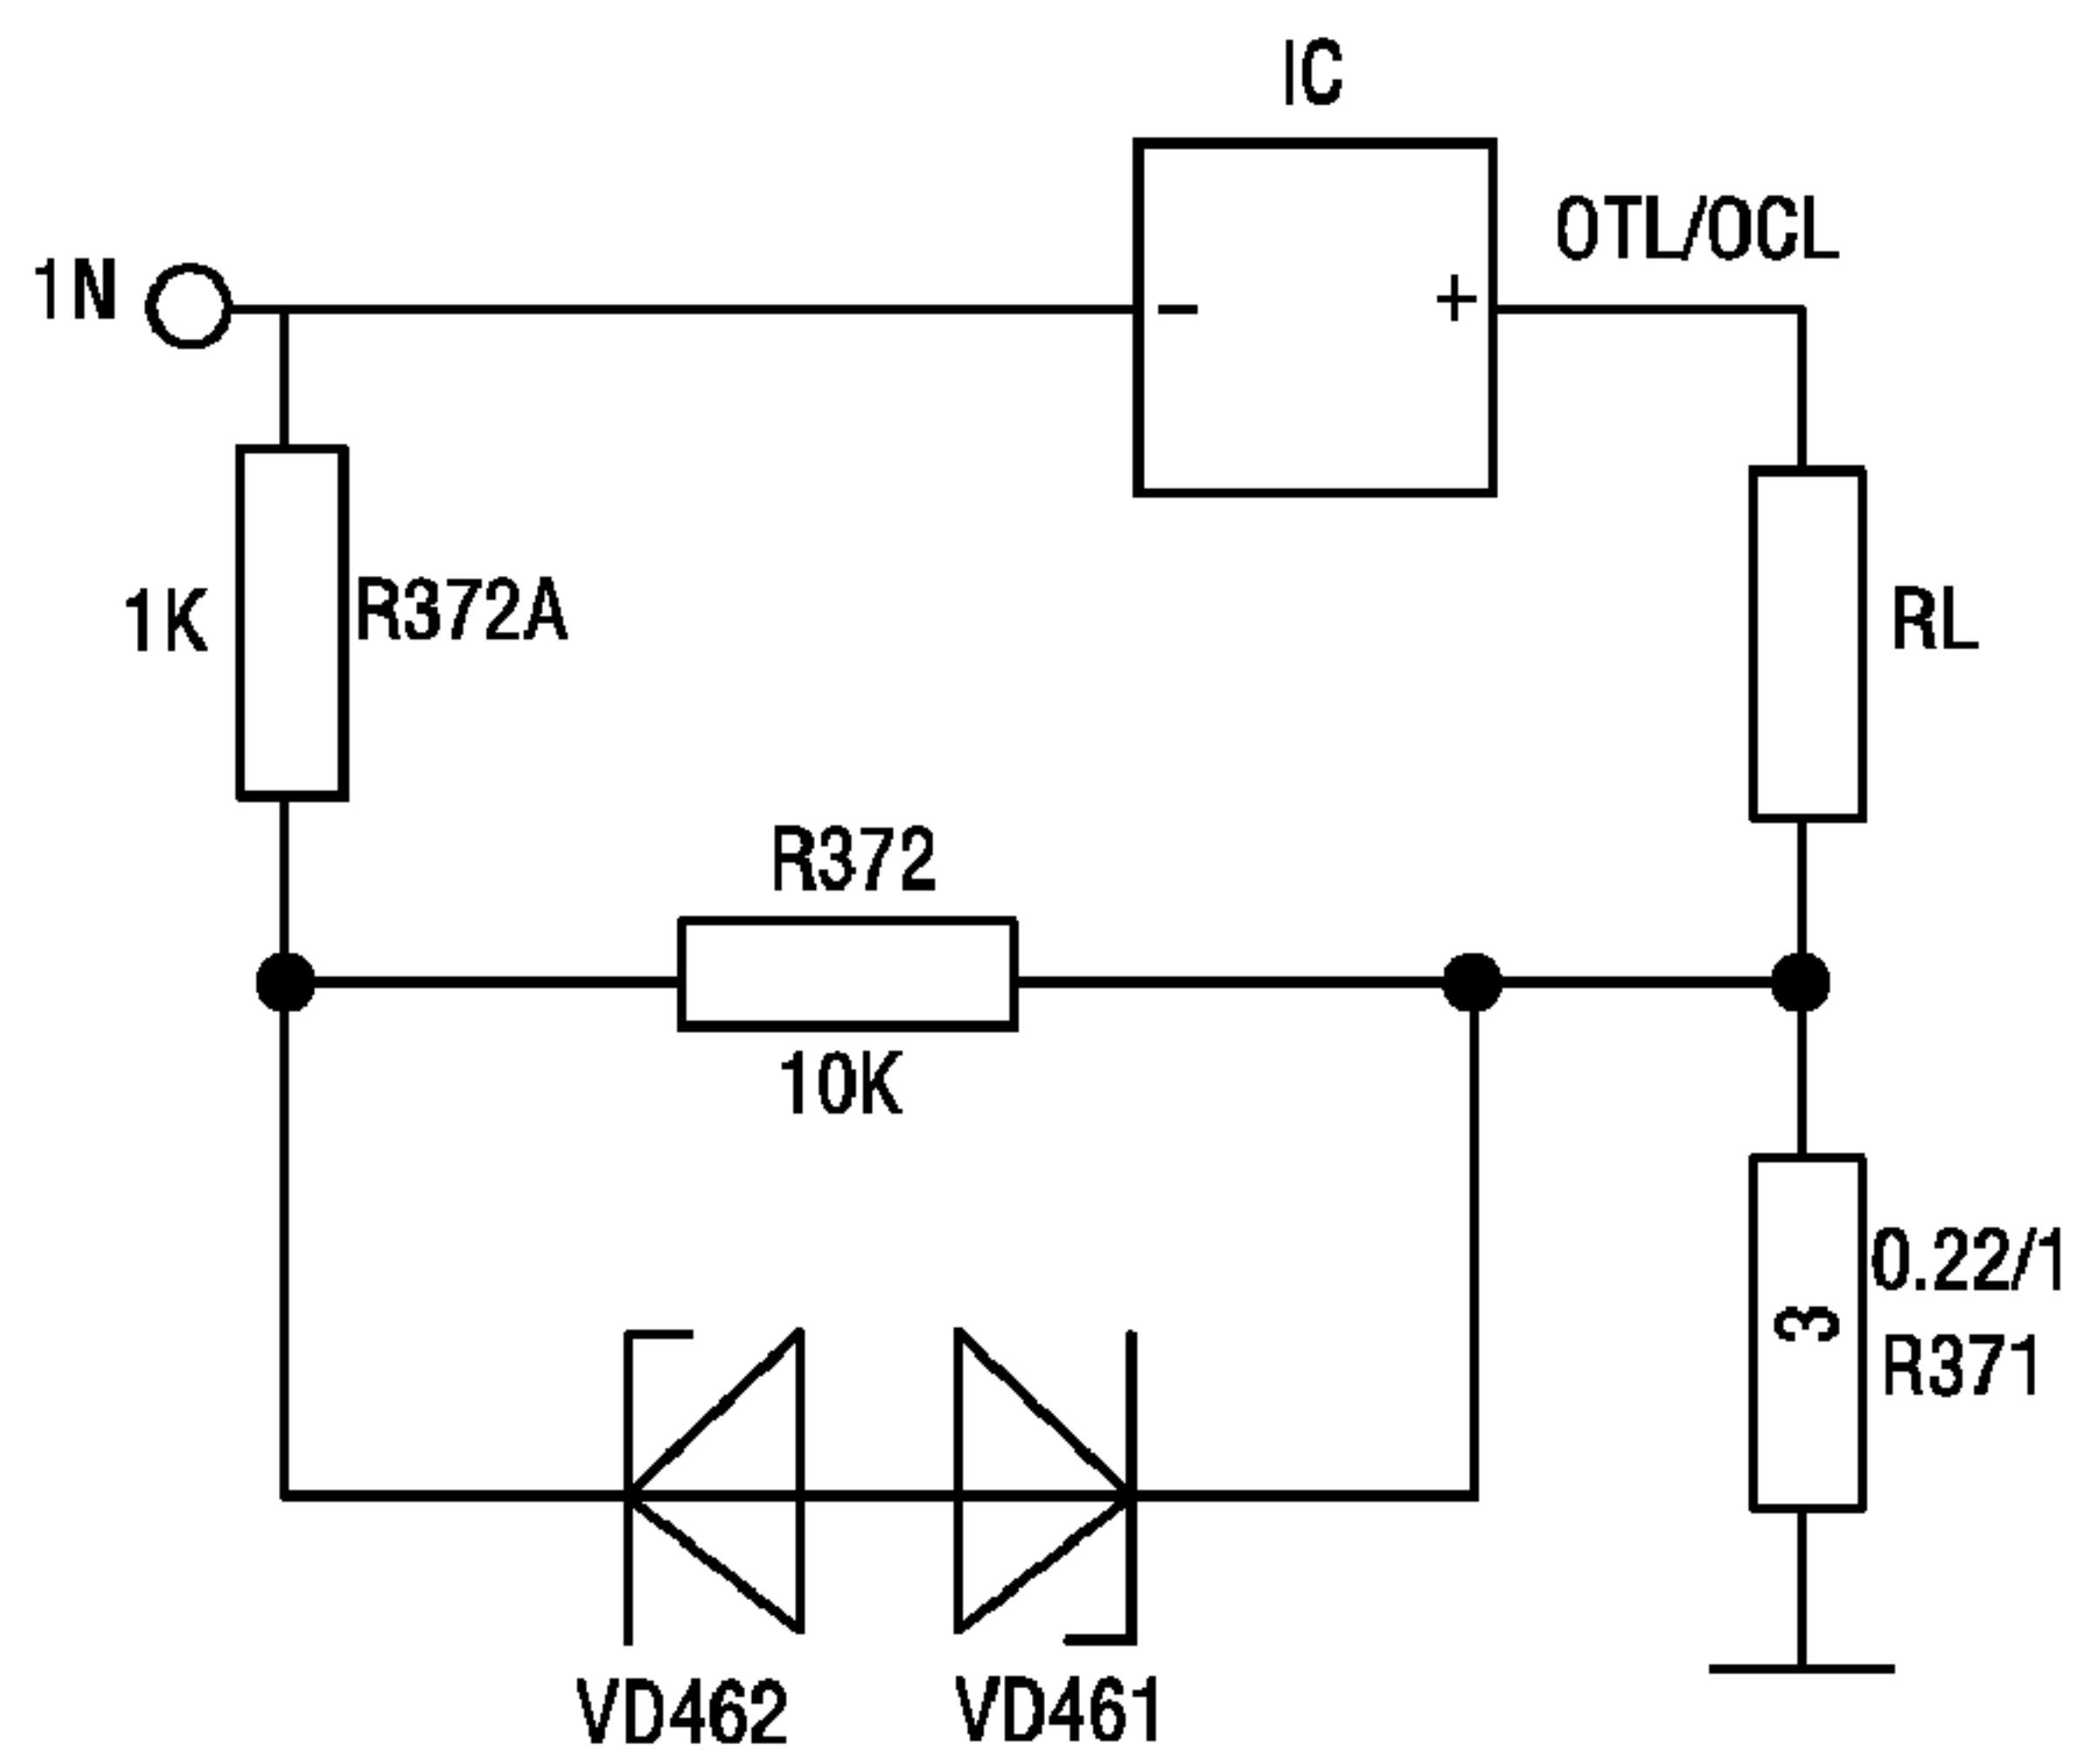 IC
OTL/OCL
1N
-
+
1K
R372A
RL
R372
10K
0.22/1
3
R371
VD462
VD461